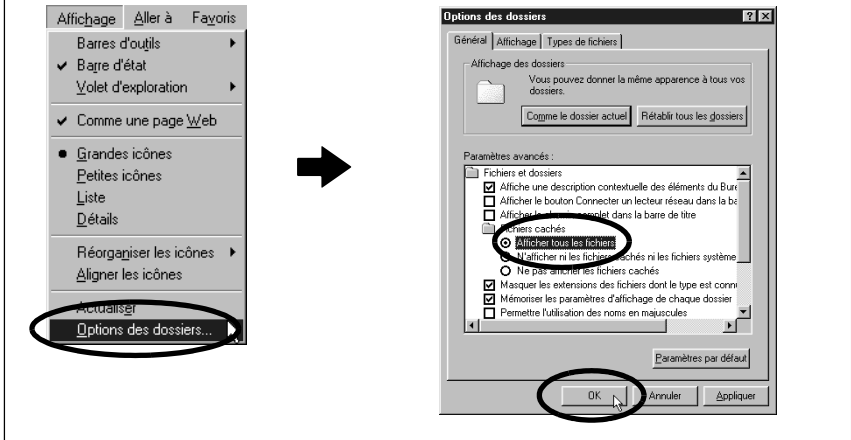 Affichage Aller à Favoris
Barres d'outils
Barre d'état
Volet d'exploration
Comme une page Web
Grandes icônes
Petites icônes
Liste
Détails
Réorganiser les icônes
Aligner les icônes
Actualiser
Options des dossiers...
Options des dossiers
Général Affichage Types de fichiers
Affichage des dossiers
Vous pouvez donner la même apparence à tous vos
dossiers.
Comme le dossier actuel Rétablir tous les dossiers
Paramètres avancés :
Fichiers et dossiers
Affiche une description contextuelle des éléments du Bure
Afficher le bouton Connecter un lecteur réseau dans la ba
Afficher le chemin complet dans la barre de titre
Fichiers cachés
Afficher tous les fichiers
N'afficher ni les fichiers cachés ni les fichiers système
Ne pas afficher les fichiers cachés
Masquer les extensions des fichiers dont le type est connu
Mémoriser les paramètres d'affichage de chaque dossier
Permettre l'utilisation des noms en majuscules
Paramètres par défaut
OK Annuler Appliquer